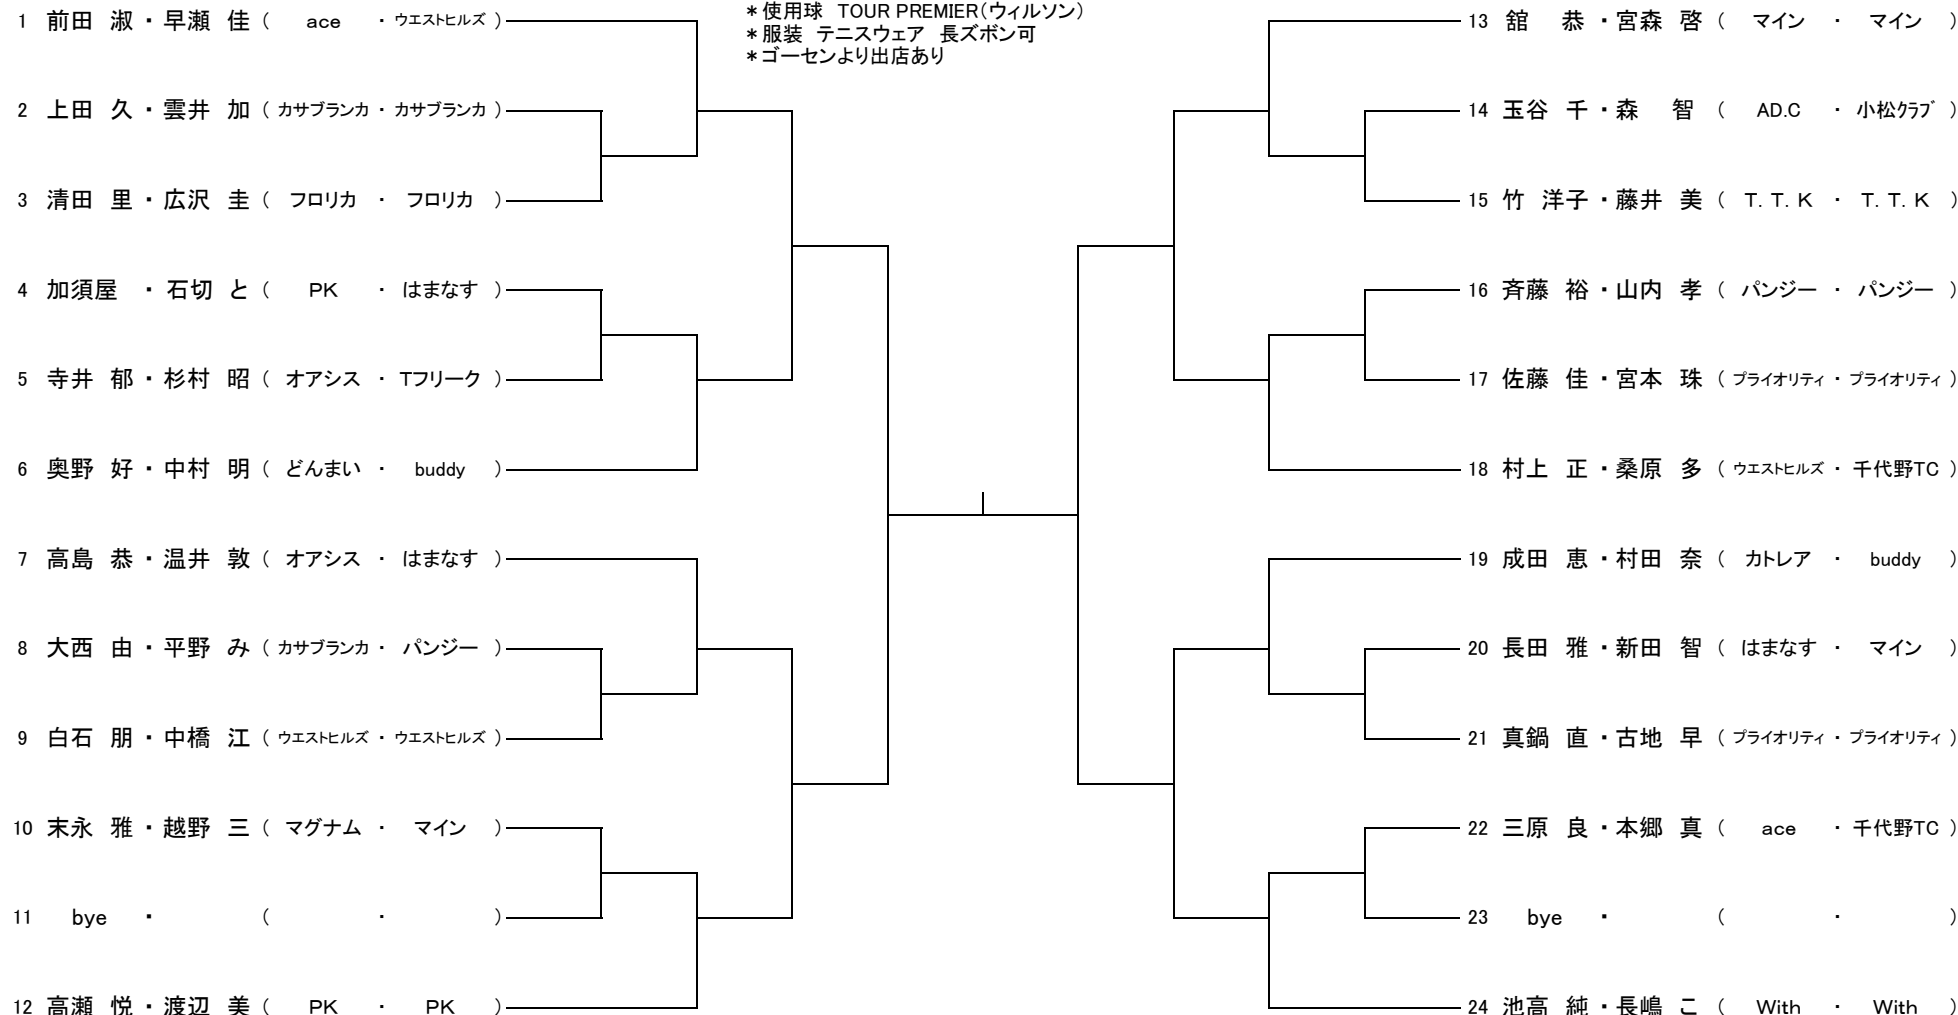 ＊使用球　TOUR PREMIER（ウィルソン）
＊服装　テニスウェア　長ズボン可
＊ゴーセンより出店あり
1 前田　淑・早瀬　佳（ ace ・ ウエストヒルズ ）
2 上田　久・雲井　加（ カサブランカ ・ カサブランカ ）
3 清田　里・広沢　圭（ フロリカ ・ フロリカ ）
4 加須屋　・石切　と（ PK ・ はまなす ）
5 寺井　郁・杉村　昭（ オアシス ・ Tフリーク ）
6 奥野　好・中村　明（ どんまい ・ buddy ）
7 高島　恭・温井　敦（ オアシス ・ はまなす ）
8 大西　由・平野　み（ カサブランカ ・ パンジー ）
9 白石　朋・中橋　江（ ウエストヒルズ ・ ウエストヒルズ ）
10 末永　雅・越野　三（ マグナム ・ マイン ）
11 bye ・ （ ・ ）
12 高瀬　悦・渡辺　美（ PK ・ PK ）
13 舘　恭・宮森　啓（ マイン ・ マイン ）
14 玉谷　千・森　智（ AD.C ・ 小松ｸﾗﾌﾞ ）
15 竹　洋子・藤井　美（ T．T．K ・ T．T．K ）
16 斉藤　裕・山内　孝（ パンジー ・ パンジー ）
17 佐藤　佳・宮本　珠（ プライオリティ ・ プライオリティ ）
18 村上　正・桑原　多（ ウエストヒルズ ・ 千代野TC ）
19 成田　恵・村田　奈（ カトレア ・ buddy ）
20 長田　雅・新田　智（ はまなす ・ マイン ）
21 真鍋　直・古地　早（ プライオリティ ・ プライオリティ ）
22 三原　良・本郷　真（ ace ・ 千代野TC ）
23 bye ・ （ ・ ）
24 池高　純・長嶋　こ（ With ・ With ）